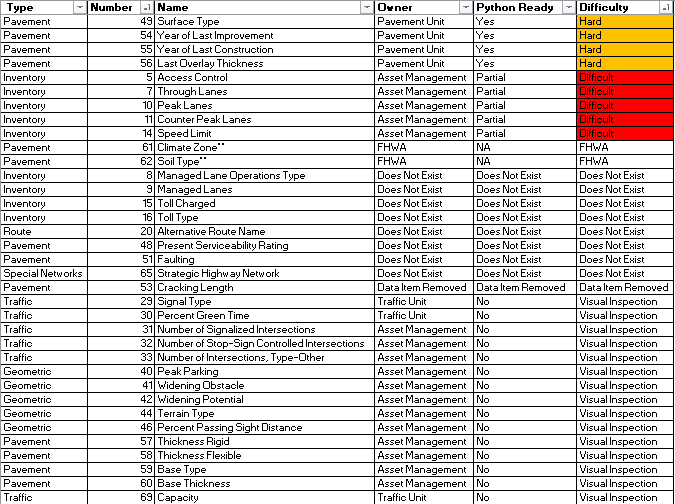 Type Number Name Owner Python Ready Difficulty
Pavement 49 Surface Type Pavement Unit Yes Hard
Pavement 54 Year of Last Improvement Pavement Unit Yes Hard
Pavement 55 Year of Last Construction Pavement Unit Yes Hard
Pavement 56 Last Overlay Thickness Pavement Unit Yes Hard
Inventory 5 Access Control Asset Management Partial Difficult
Inventory 7 Through Lanes Asset Management Partial Difficult
Inventory 10 Peak Lanes Asset Management Partial Difficult
Inventory 11 Counter Peak Lanes Asset Management Partial Difficult
Inventory 14 Speed Limit Asset Management Partial Difficult
Pavement 61 Climate Zone** FHWA NA FHWA
Pavement 62 Soil Type** FHWA NA FHWA
Inventory 8 Managed Lane Operations Type Does Not Exist Does Not Exist Does Not Exist
Inventory 9 Managed Lanes Does Not Exist Does Not Exist Does Not Exist
Inventory 15 Toll Charged Does Not Exist Does Not Exist Does Not Exist
Inventory 16 Toll Type Does Not Exist Does Not Exist Does Not Exist
Route 20 Alternative Route Name Does Not Exist Does Not Exist Does Not Exist
Pavement 48 Present Serviceability Rating Does Not Exist Does Not Exist Does Not Exist
Pavement 51 Faulting Does Not Exist Does Not Exist Does Not Exist
Special Networks 65 Strategic Highway Network Does Not Exist Does Not Exist Does Not Exist
Pavement 53 Cracking Length Data Item Removed Data Item Removed Data Item Removed
Traffic 29 Signal Type Traffic Unit No Visual Inspection
Traffic 30 Percent Green Time Traffic Unit No Visual Inspection
Traffic 31 Number of Signalized Intersections Asset Management No Visual Inspection
Traffic 32 Number of Stop-Sign Controlled Intersections Asset Management No Visual Inspection
Traffic 33 Number of Intersections, Type-Other Asset Management No Visual Inspection
Geometric 40 Peak Parking Asset Management No Visual Inspection
Geometric 41 Widening Obstacle Asset Management No Visual Inspection
Geometric 42 Widening Potential Asset Management No Visual Inspection
Geometric 44 Terrain Type Asset Management No Visual Inspection
Geometric 46 Percent Passing Sight Distance Asset Management No Visual Inspection
Pavement 57 Thickness Rigid Asset Management No Visual Inspection
Pavement 58 Thickness Flexible Asset Management No Visual Inspection
Pavement 59 Base Type Asset Management No Visual Inspection
Pavement 60 Base Thickness Asset Management No Visual Inspection
Traffic 69 Capacity Traffic Unit No Visual Inspection